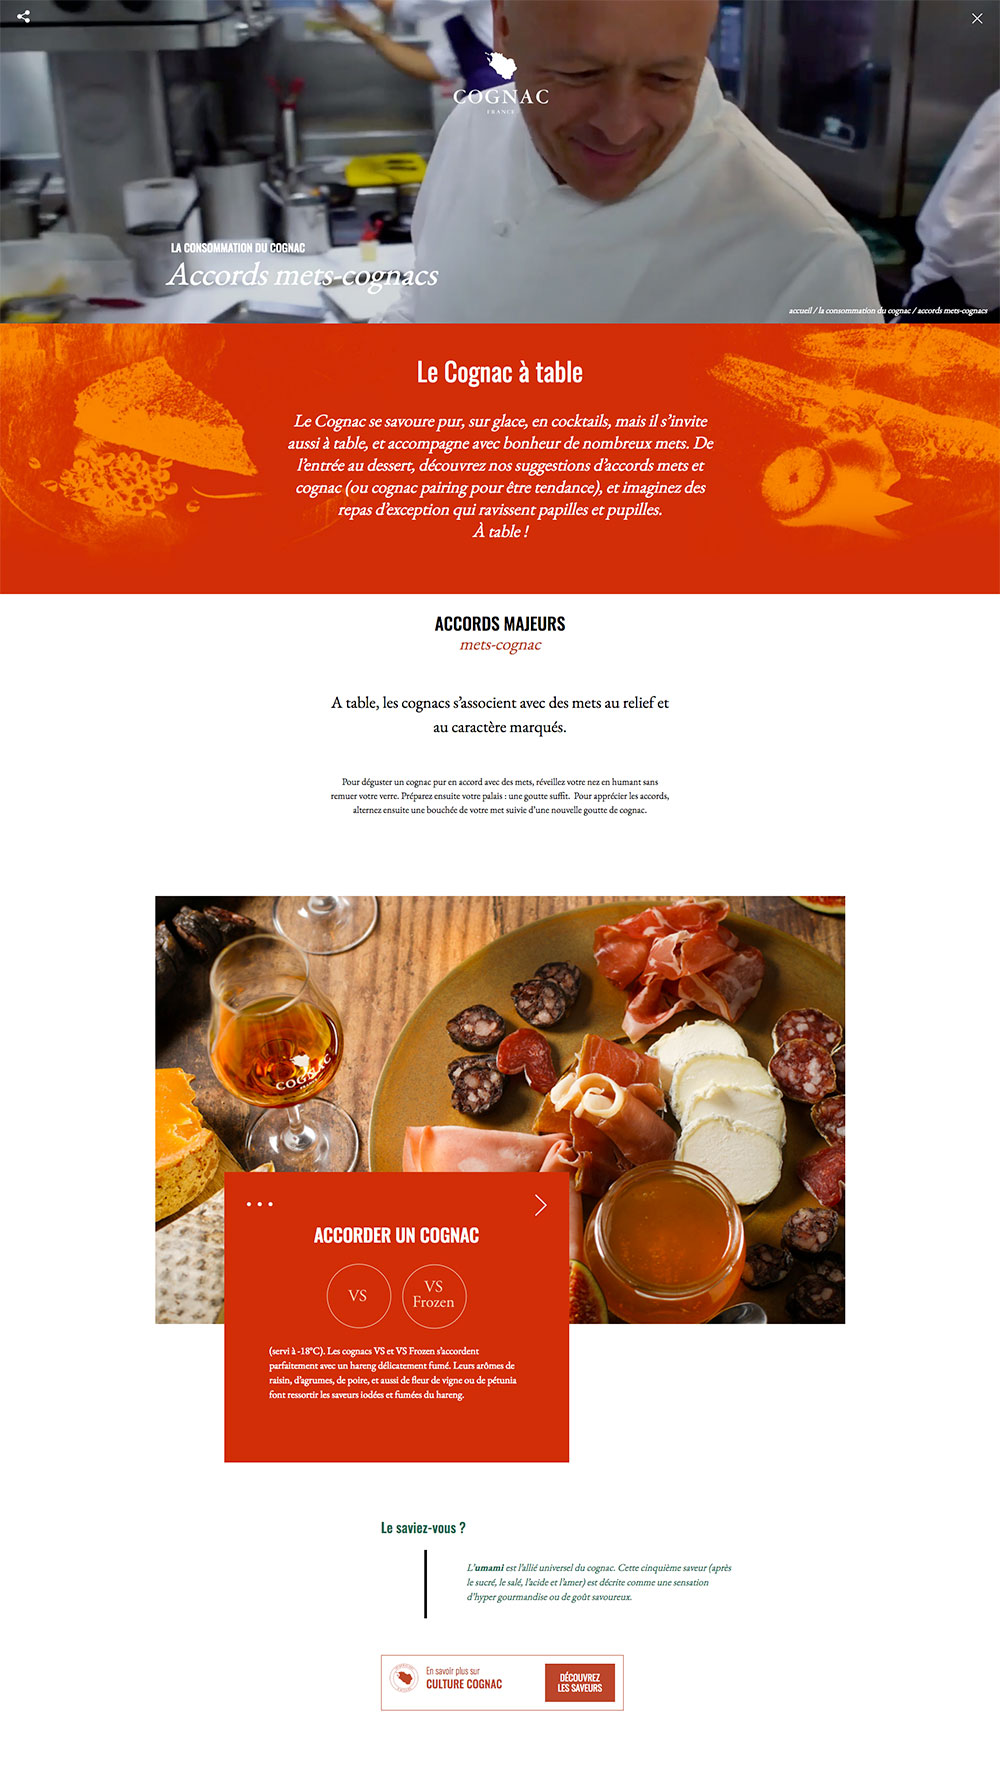 COGNAC
FRANCE
LA CONSOMMATION DU COGNAC
Accords mets-cognacs
accueil / la consommation du cognac / accords mets-cognacs
Le Cognac à table
Le Cognac se savoure pur, sur glace, en cocktails, mais il s’invite
aussi à table, et accompagne avec bonheur de nombreux mets. De
l’entrée au dessert, découvrez nos suggestions d’accords mets et
cognac (ou cognac pairing pour être tendance), et imaginez des
repas d’exception qui ravissent papilles et pupilles.
À table !
ACCORDS MAJEURS
mets-cognac
A table, les cognacs s’associent avec des mets au relief et
au caractère marqués.
Pour déguster un cognac pur en accord avec des mets, réveillez votre nez en humant sans
remuer votre verre. Préparez ensuite votre palais : une goutte suffit. Pour apprécier les accords,
alternez ensuite une bouchée de votre met suivie d’une nouvelle goutte de cognac.
COGNAC
FRANCE
ACCORDER UN COGNAC
VS
VS
Frozen
(servi à -18°C). Les cognacs VS et VS Frozen s’accordent
parfaitement avec un hareng délicatement fumé. Leurs arômes de
raisin, d’agrumes, de poire, et aussi de fleur de vigne ou de pétunia
font ressortir les saveurs iodées et fumées du hareng.
Le saviez-vous ?
L’umami est l’allié universel du cognac. Cette cinquième saveur (après
le sucré, le salé, l’acide et l’amer) est décrite comme une sensation
d’hyper gourmandise ou de goût savoureux.
En savoir plus sur
CULTURE COGNAC
DÉCOUVREZ
LES SAVEURS